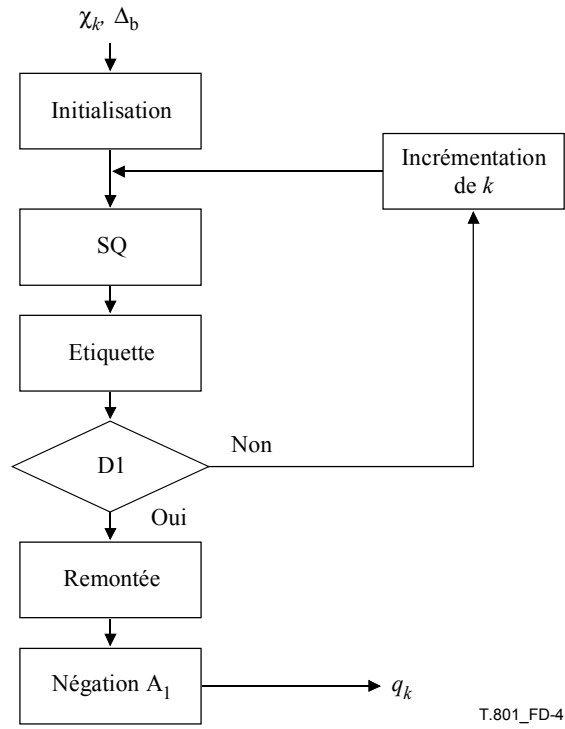 χk, Δb
Initialisation
Incrémentation
de k
SQ
Etiquette
D1
Non
Oui
Remontée
Négation A1
qk
T.801_FD-4